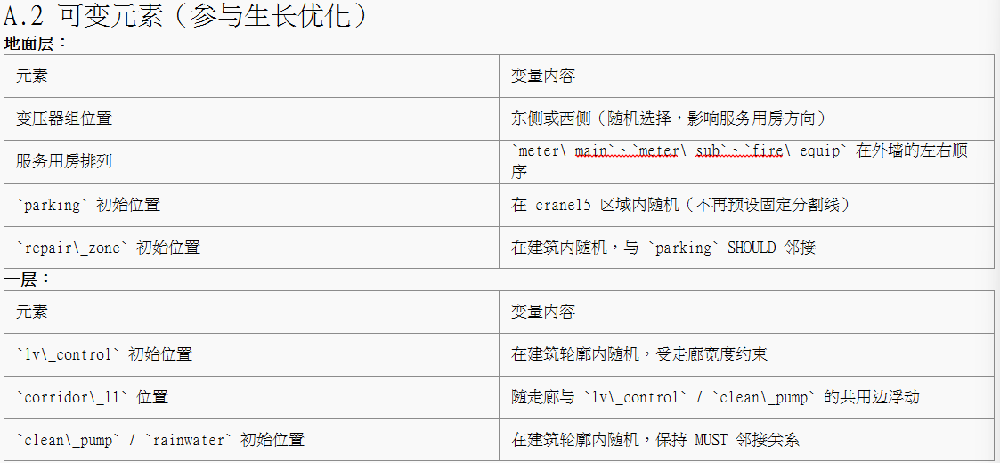 A.2 可变元素（参与生长优化）
地面层：
元素 变量内容
变压器组位置 东侧或西侧（随机选择，影响服务用房方向）
服务用房排列 `meter\_main`、`meter\_sub`、`fire\_equip` 在外墙的左右顺
序
`parking` 初始位置 在 crane15 区域内随机（不再预设固定分割线）
`repair\_zone` 初始位置 在建筑内随机，与 `parking` SHOULD 邻接
一层：
元素 变量内容
`lv\_control` 初始位置 在建筑轮廓内随机，受走廊宽度约束
`corridor\_l1` 位置 随走廊与 `lv\_control` / `clean\_pump` 的共用边浮动
`clean\_pump` / `rainwater` 初始位置 在建筑轮廓内随机，保持 MUST 邻接关系